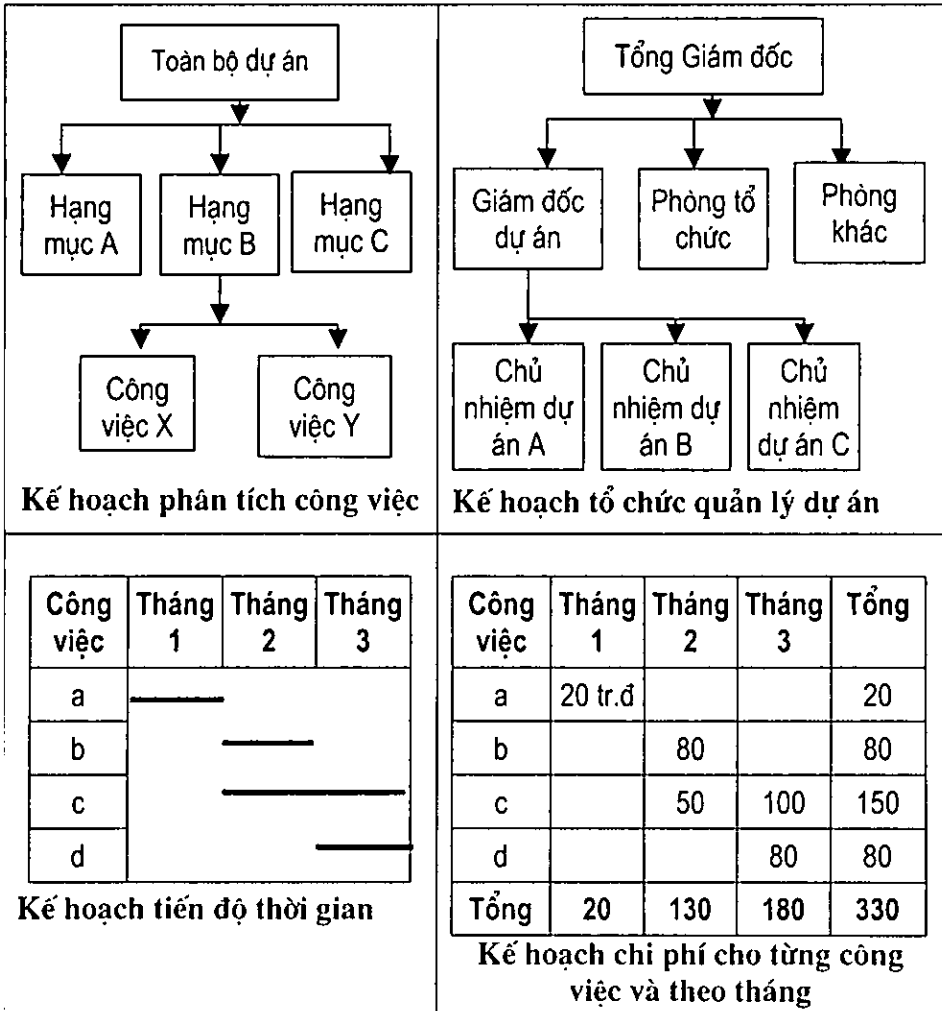 Toàn bộ dự án
Hạng
mục A
Hạng
mục B
Hạng
mục C
Công
việc X
Công
việc Y
Kế hoạch phân tích công việc
Tổng Giám đốc
Giám đốc
dự án
Phòng tổ
chức
Phòng
khác
Chủ
nhiệm dự
án A
Chủ
nhiệm dự
án B
Chủ
nhiệm
dự án C
Kế hoạch tổ chức quản lý dự án
Công việc Tháng 1 Tháng 2 Tháng 3
a
b
c
d
Kế hoạch tiến độ thời gian
Công việc Tháng 1 Tháng 2 Tháng 3 Tổng
a 20 tr.đ 20
b 80 80
c 50 100 150
d 80 80
Tổng 20 130 180 330
Kế hoạch chi phí cho từng công
việc và theo tháng